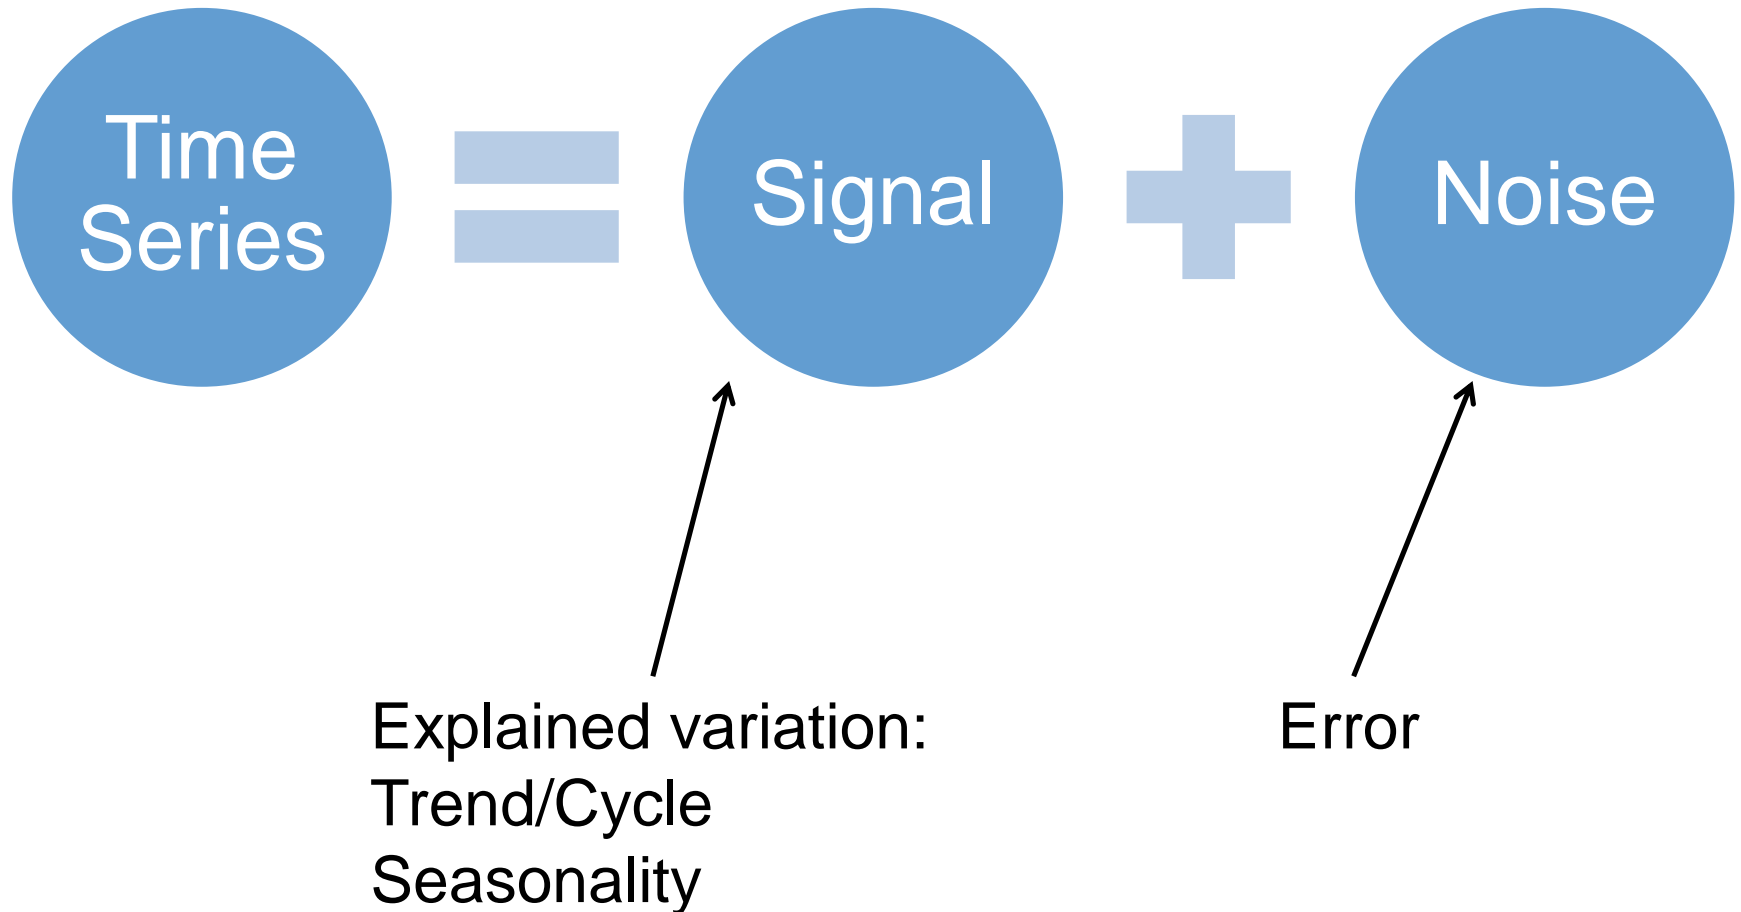 Time
Series
Signal
Noise
Explained variation:
Trend/Cycle
Seasonality
Error